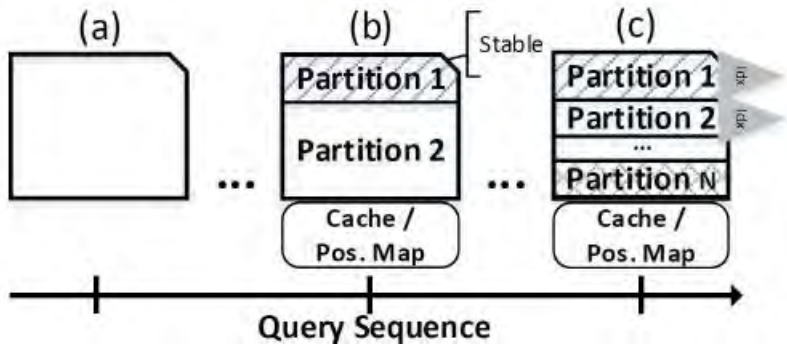 (a)
(b)
(c)
Stable
Partition 1
Partition 2
...
Cache /
Pos. Map
...
Partition 1
Idx
Partition 2
Idx
...
Partition N
Cache /
Pos. Map
Query Sequence